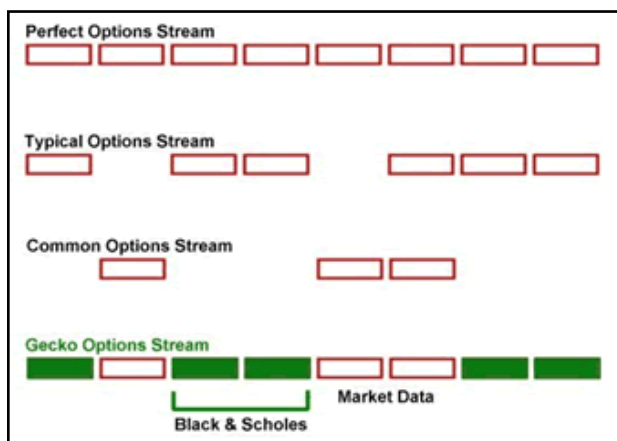 Perfect Options Stream
Typical Options Stream
Common Options Stream
Gecko Options Stream
Market Data
Black & Scholes